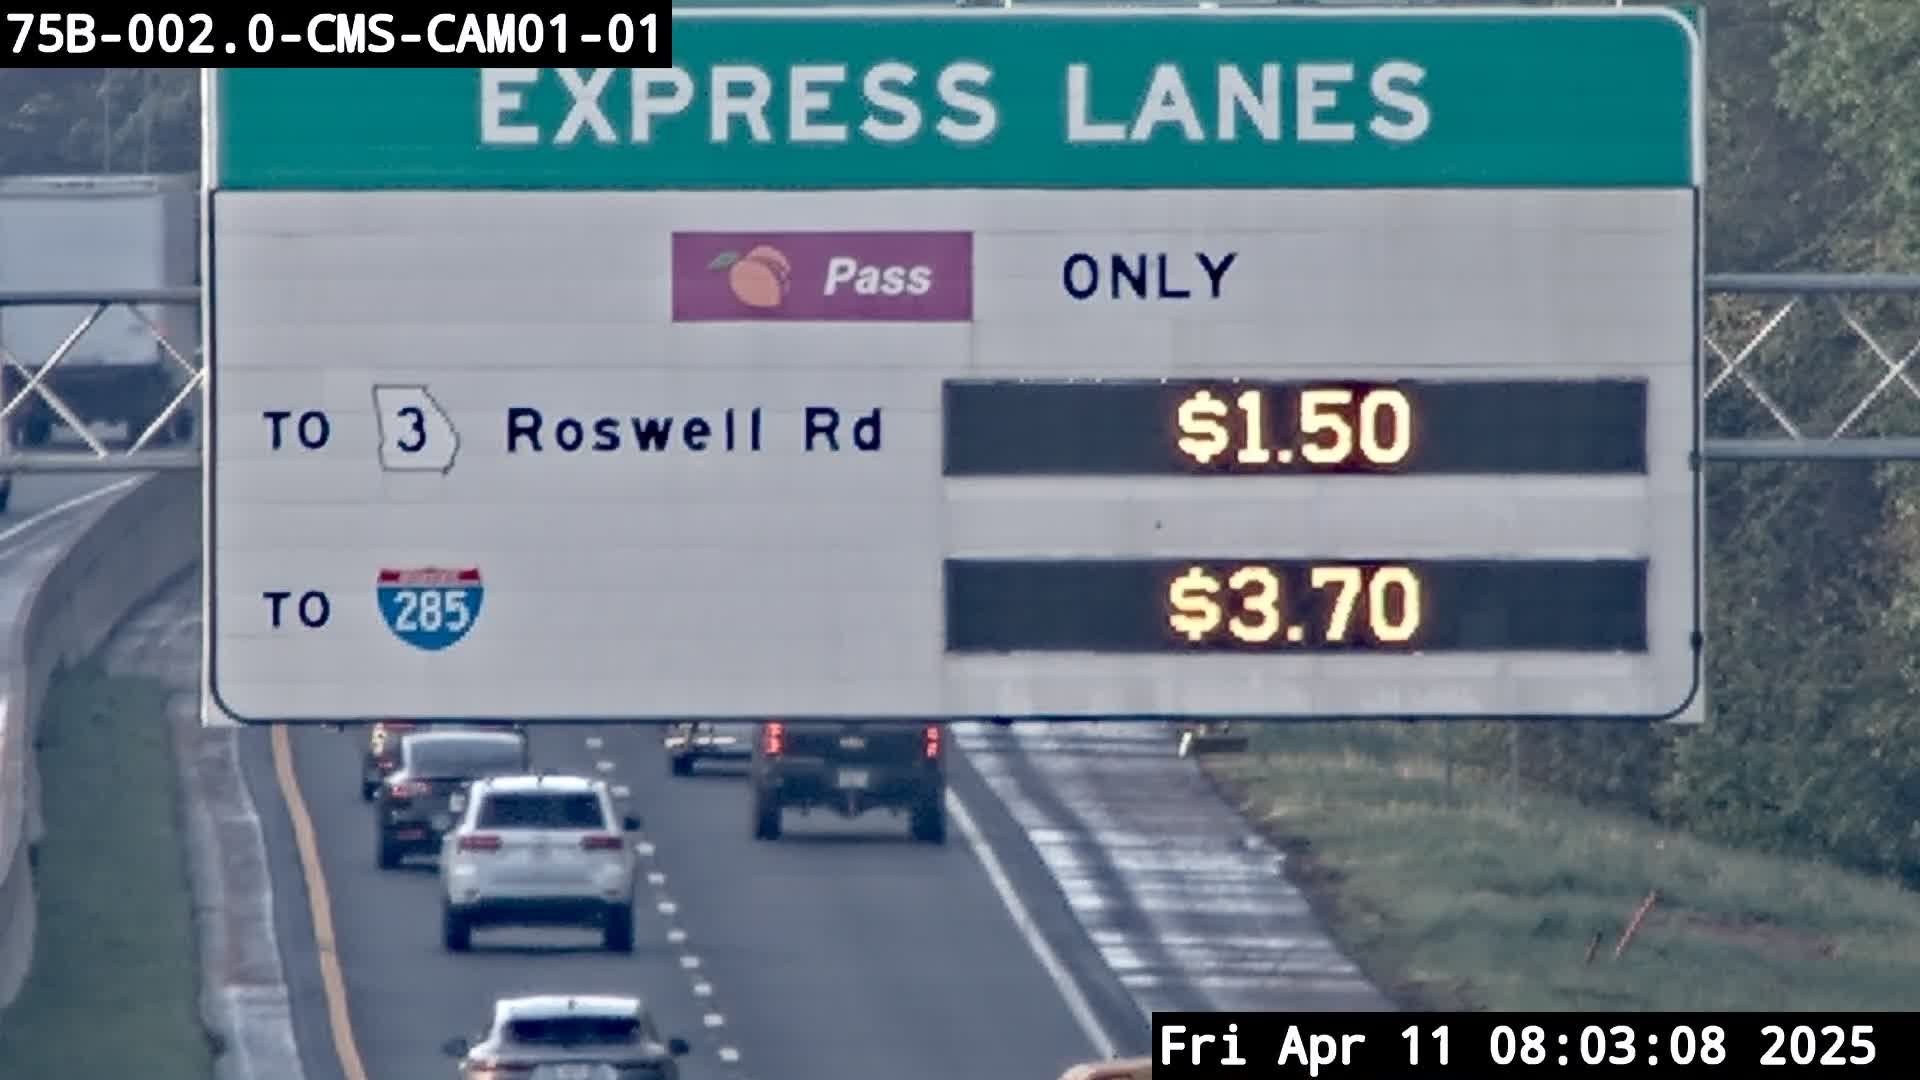 75B-002.0-CMS-CAM01-01
EXPRESS LANES
Pass ONLY
TO 3 Roswell Rd $1.50
TO 285 $3.70
Fri Apr 11 08:03:08 2025